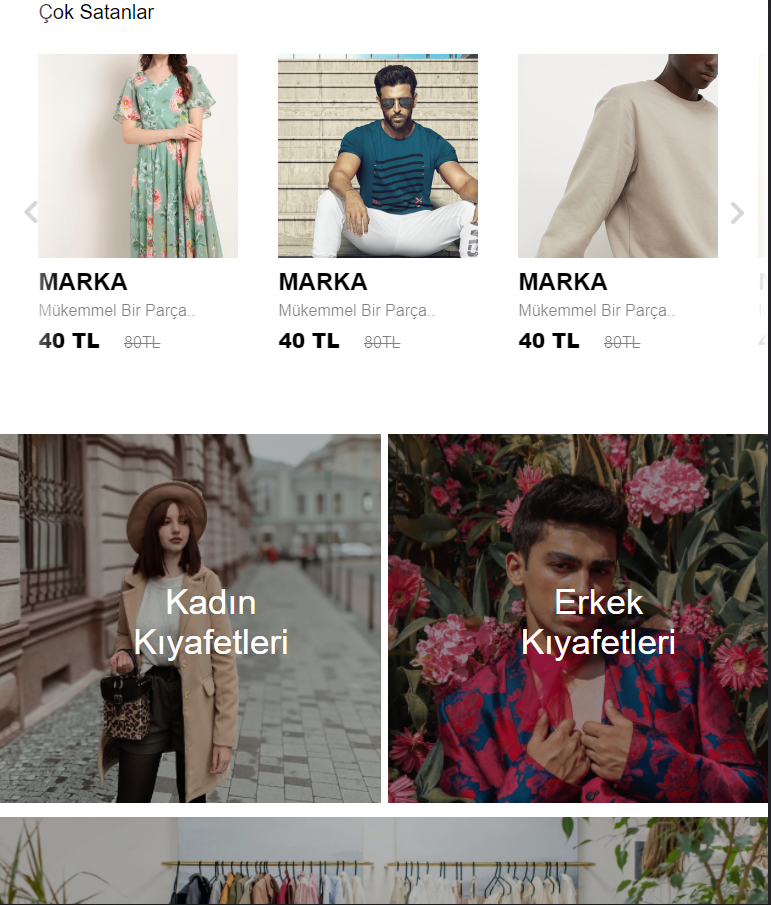 Çok Satanlar
MARKA
Mükemmel Bir Parça..
40 TL 80TL
MARKA
Mükemmel Bir Parça..
40 TL 80TL
MARKA
Mükemmel Bir Parça..
40 TL 80TL
Kadın
Kıyafetleri
Erkek
Kıyafetleri